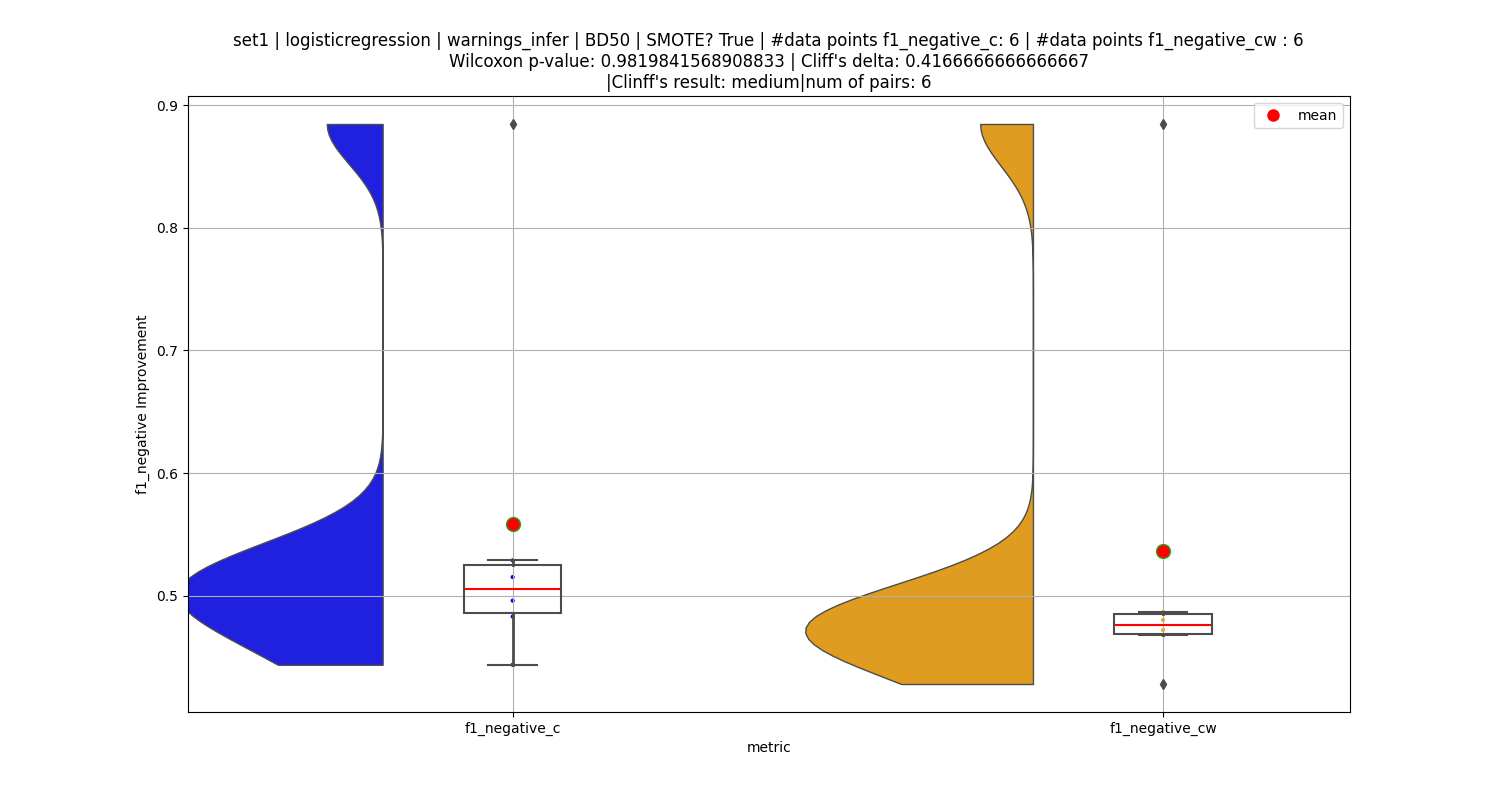 set1 | logisticregression | warnings_infer | BD50 | SMOTE? True | #data points f1_negative_c: 6 | #data points f1_negative_cw : 6
Wilcoxon p-value: 0.9819841568908833 | Cliff's delta: 0.4166666666666667
|Clinff's result: medium|num of pairs: 6
mean
0.9
0.8
0.7
0.6
0.5
f1_negative Improvement
f1_negative_c
f1_negative_cw
metric